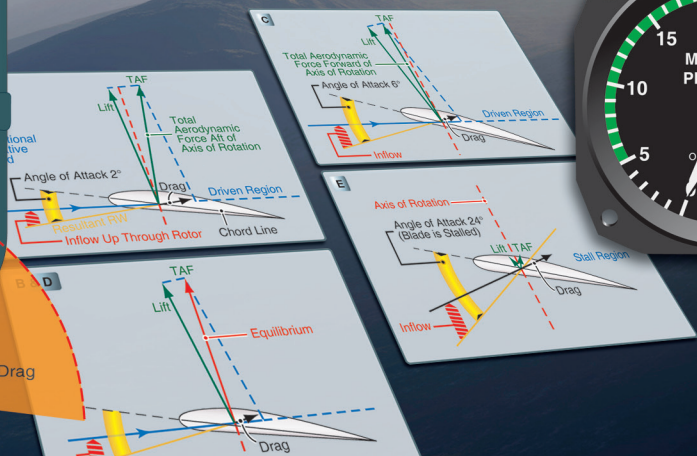 TAF
Lift
Total
Aerodynamic
Force Aft of
Axis of Rotation
Angle of Attack 2°
Drag
Driven Region
Resultant RW
Chord Line
Inflow Up Through Rotor
C
TAF
Lift
Total Aerodynamic
Force Forward of
Axis of Rotation
Angle of Attack 6°
Driven Region
Drag
Inflow
15
10
5
E
Axis of Rotation
Angle of Attack 24°
(Blade is Stalled)
Lift TAF
Stall Region
Drag
Inflow
B & D
TAF
Lift
Equilibrium
Drag
Drag